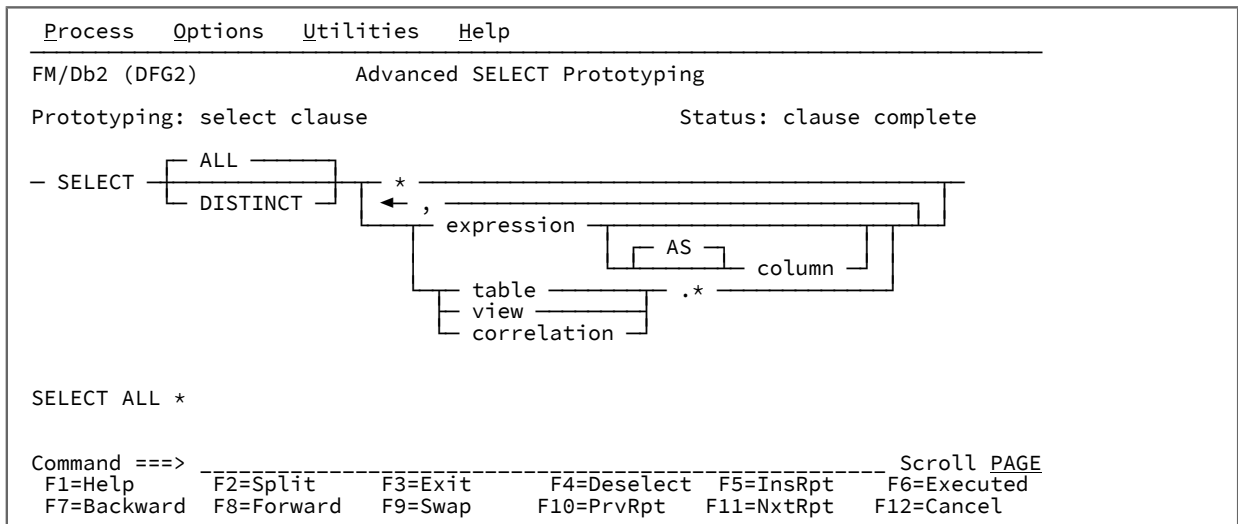 Process Options Utilities Help
FM/Db2 (DFG2) Advanced SELECT Prototyping
Prototyping: select clause Status: clause complete
ALL
SELECT *
DISTINCT ,
expression
AS
column
table .*
view
correlation
SELECT ALL *
Command ===> _____________________________________________________ Scroll PAGE
F1=Help F2=Split F3=Exit F4=Deselect F5=InsRpt F6=Executed
F7=Backward F8=Forward F9=Swap F10=PrvRpt F11=NxtRpt F12=Cancel